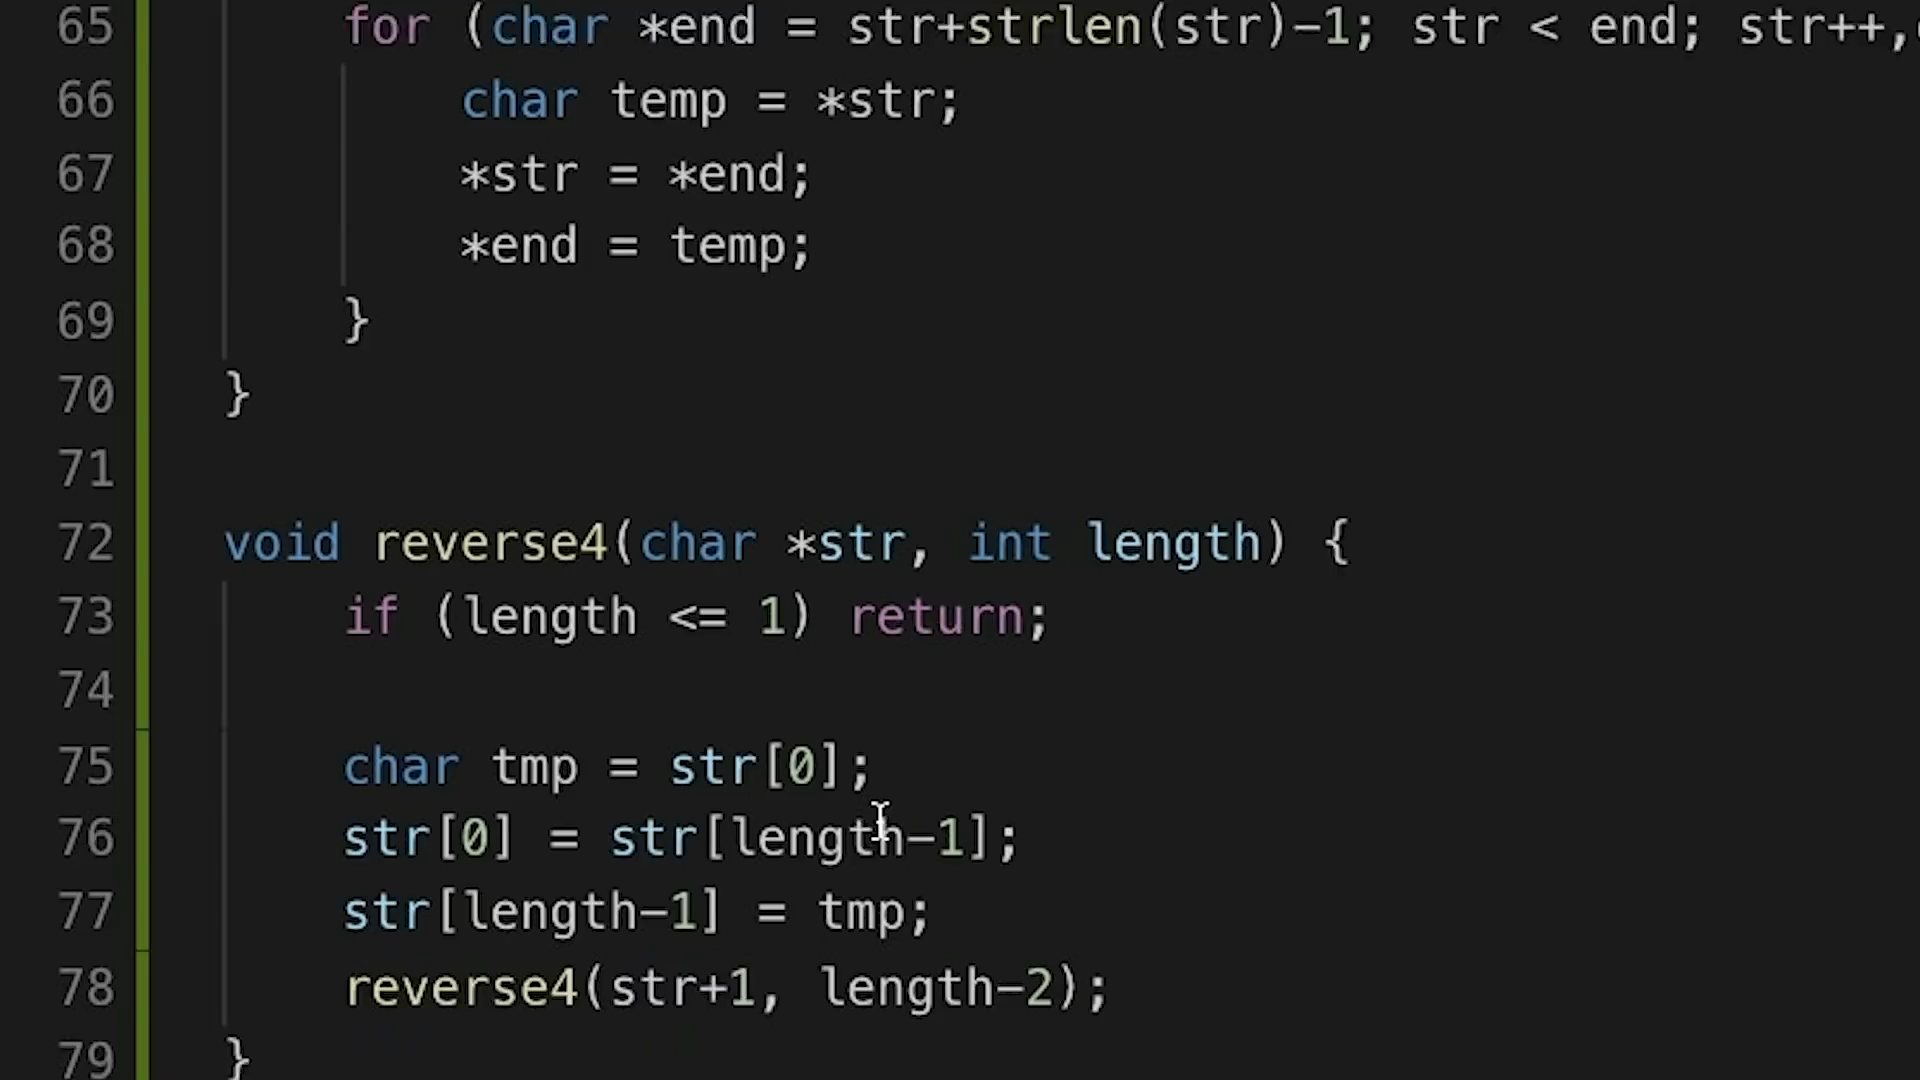 65 for (char *end = str+strlen(str)-1; str < end; str++,
66 char temp = *str;
67 *str = *end;
68 *end = temp;
69 }
70 }
71
72 void reverse4(char *str, int length) {
73 if (length <= 1) return;
74
75 char tmp = str[0];
76 str[0] = str[length-1];
77 str[length-1] = tmp;
78 reverse4(str+1, length-2);
79 }